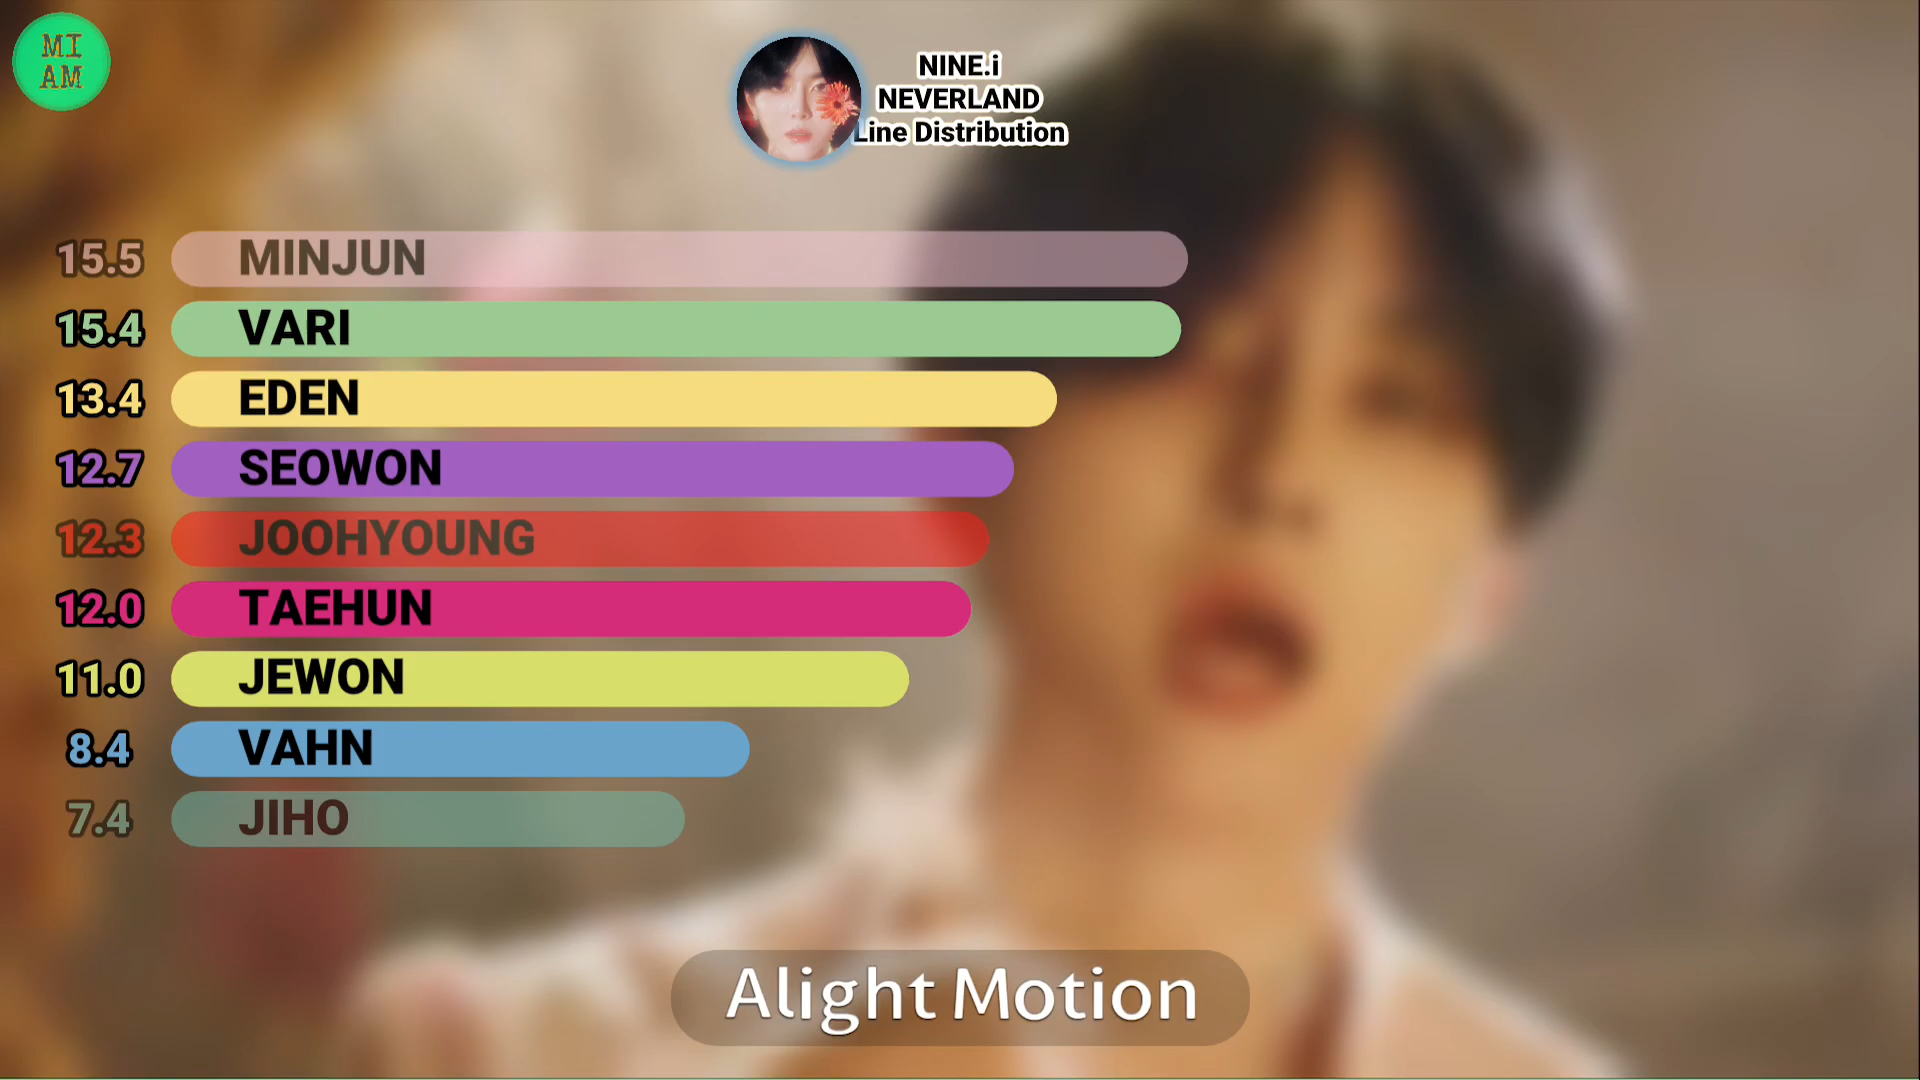 MI
AM
NINE.i
NEVERLAND
Line Distribution
15.5 MINJUN
15.4 VARI
13.4 EDEN
12.7 SEOWON
12.3 JOOHYOUNG
12.0 TAEHUN
11.0 JEWON
8.4 VAHN
7.4 JIHO
Alight Motion